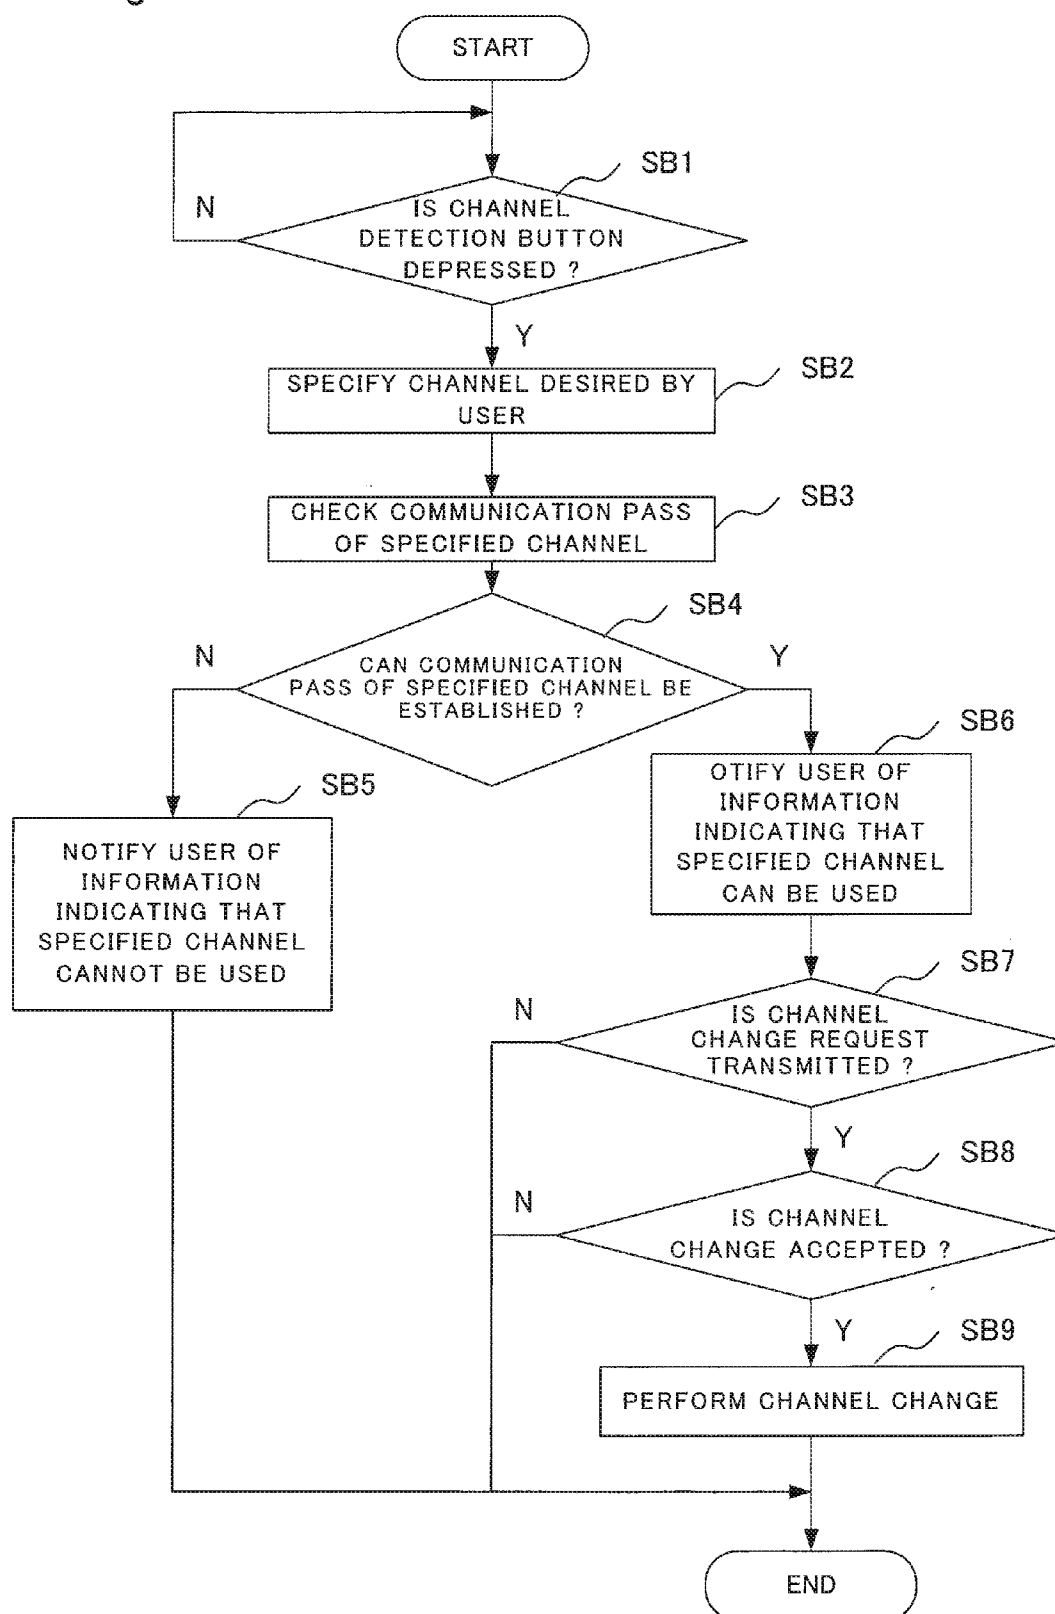 START
SB1
N
IS CHANNEL
DETECTION BUTTON
DEPRESSED ?
Y
SB2
SPECIFY CHANNEL DESIRED BY
USER
SB3
CHECK COMMUNICATION PASS
OF SPECIFIED CHANNEL
SB4
N
Y
CAN COMMUNICATION
PASS OF SPECIFIED CHANNEL BE
ESTABLISHED ?
SB6
OTIFY USER OF
INFORMATION
INDICATING THAT
SPECIFIED CHANNEL
CAN BE USED
SB5
NOTIFY USER OF
INFORMATION
INDICATING THAT
SPECIFIED CHANNEL
CANNOT BE USED
SB7
N
IS CHANNEL
CHANGE REQUEST
TRANSMITTED ?
Y
SB8
N
IS CHANNEL
CHANGE ACCEPTED ?
Y
SB9
PERFORM CHANNEL CHANGE
END